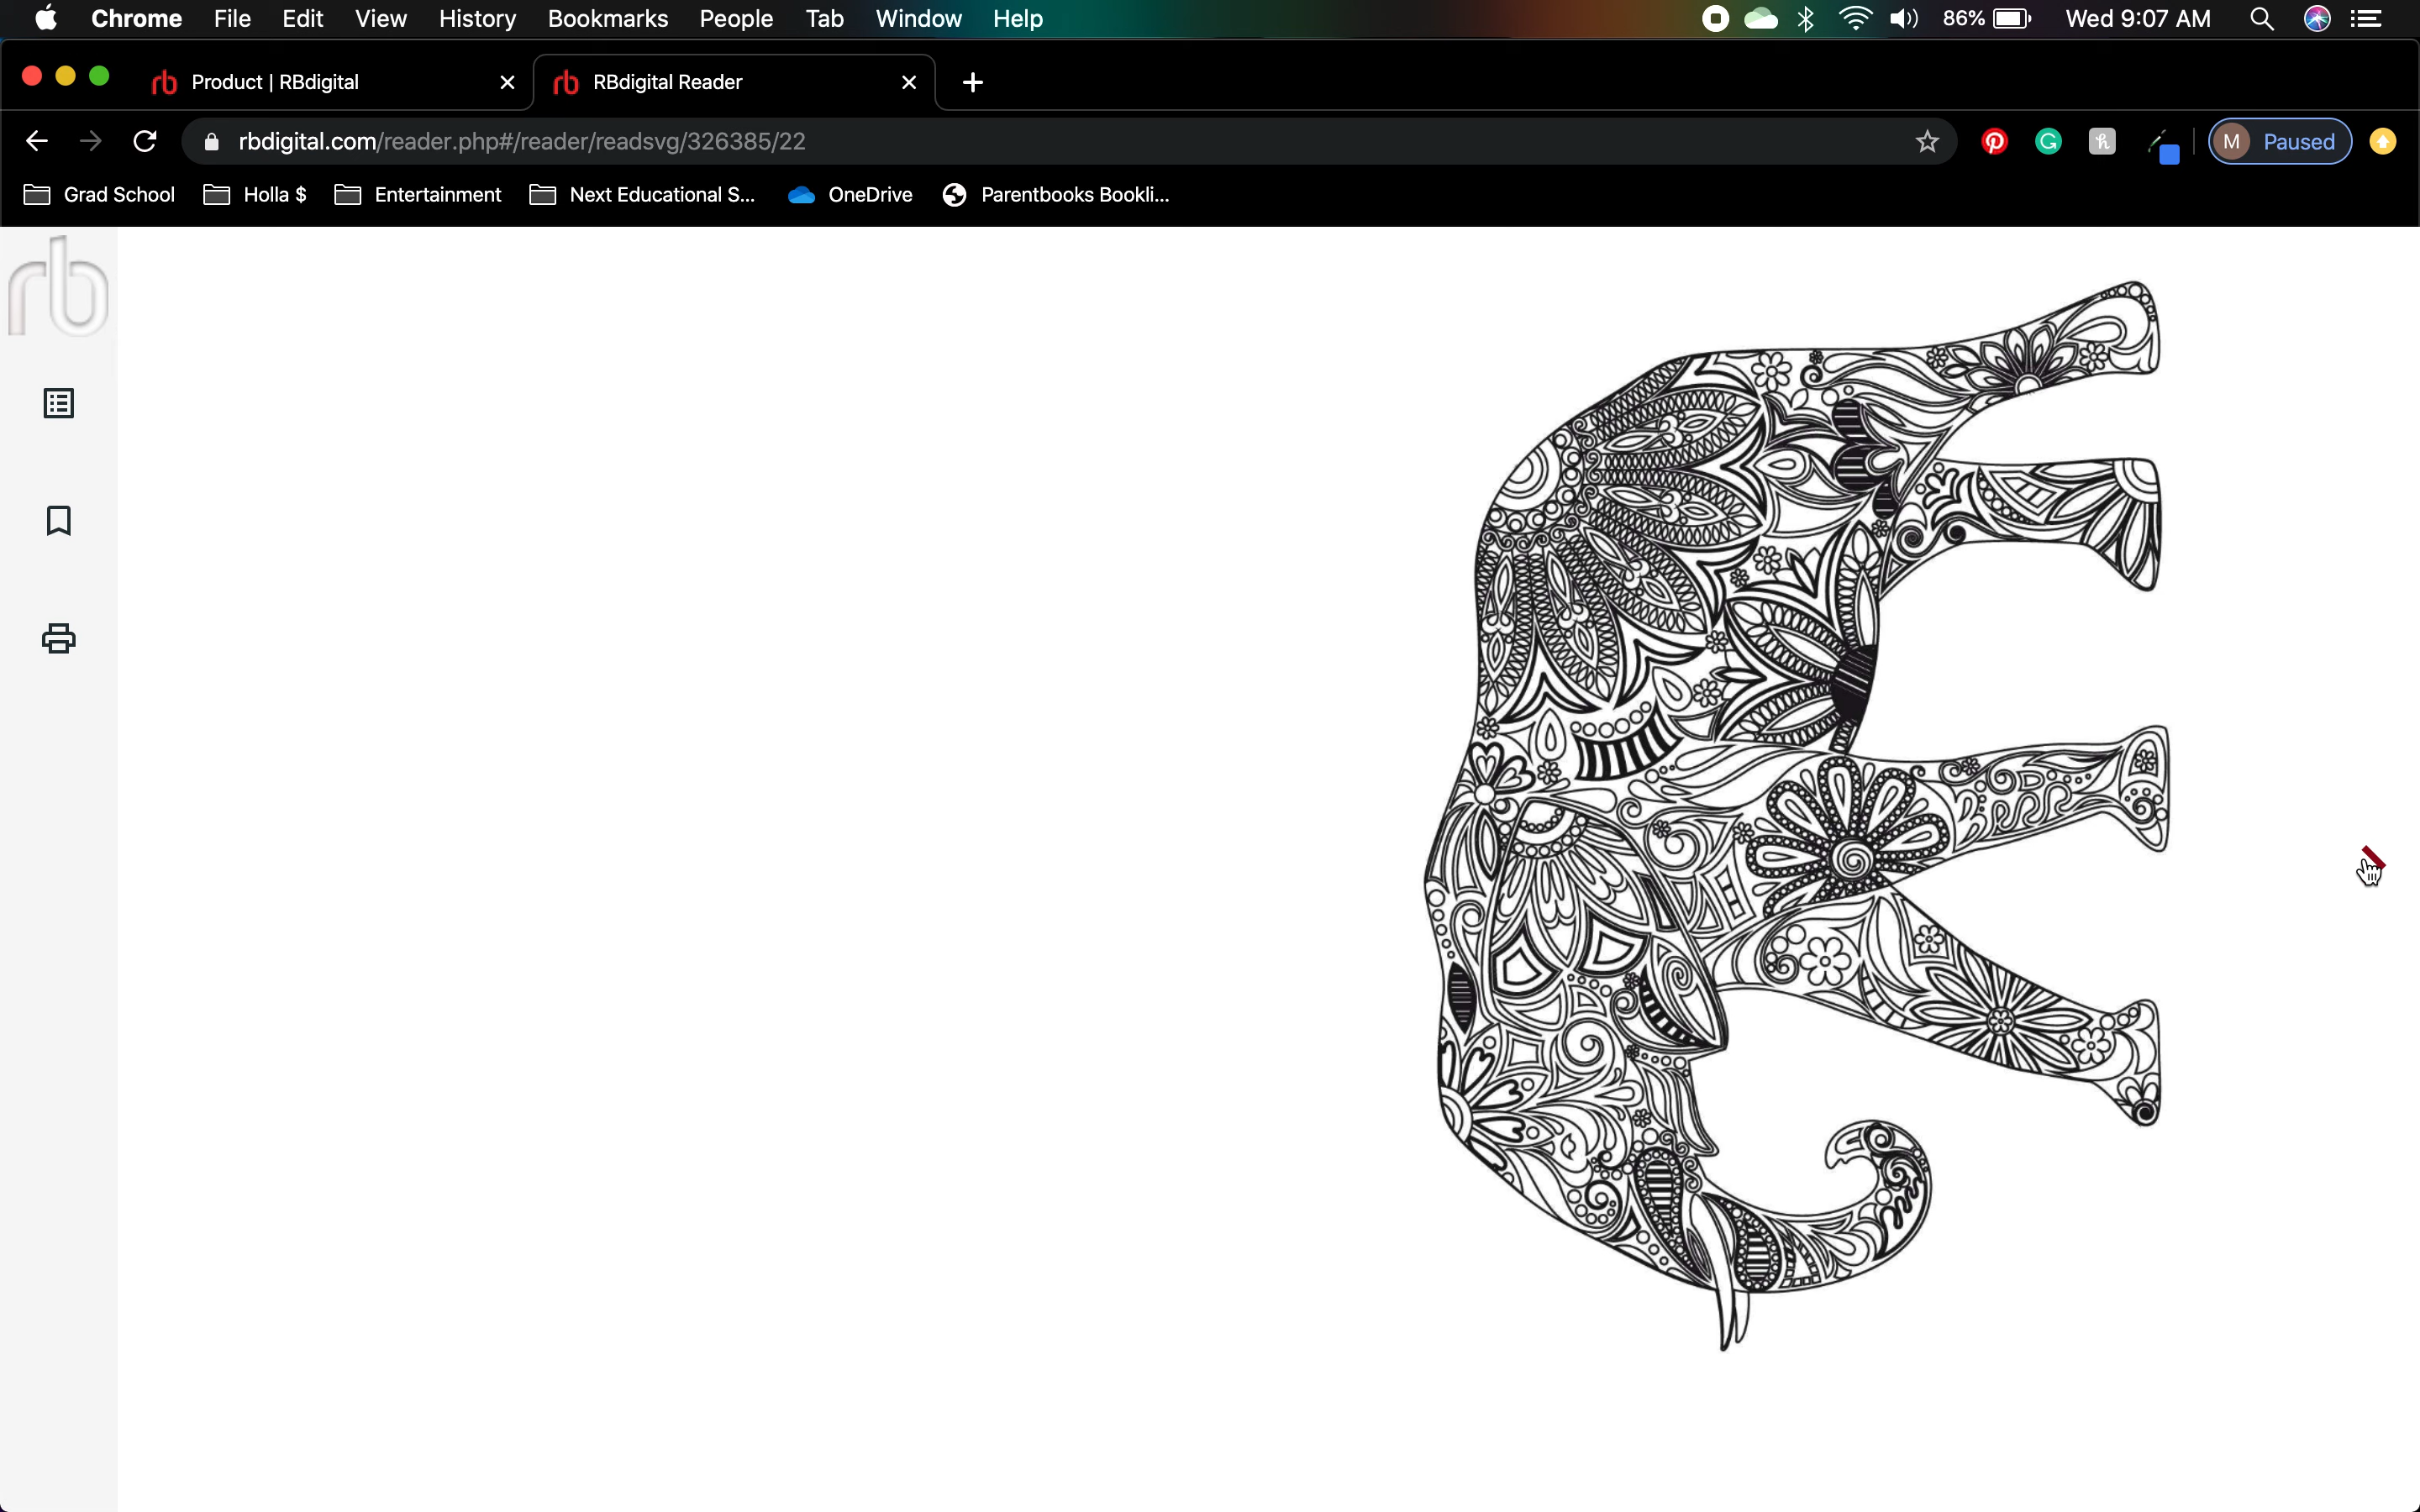 Chrome File Edit View History Bookmarks People Tab Window Help 86% Wed 9:07 AM
rb Product | RBdigital rb RBdigital Reader
rbdigital.com/reader.php#/reader/readsvg/326385/22 M Paused
Grad School Holla $ Entertainment Next Educational S... OneDrive Parentbooks Bookli...
rb